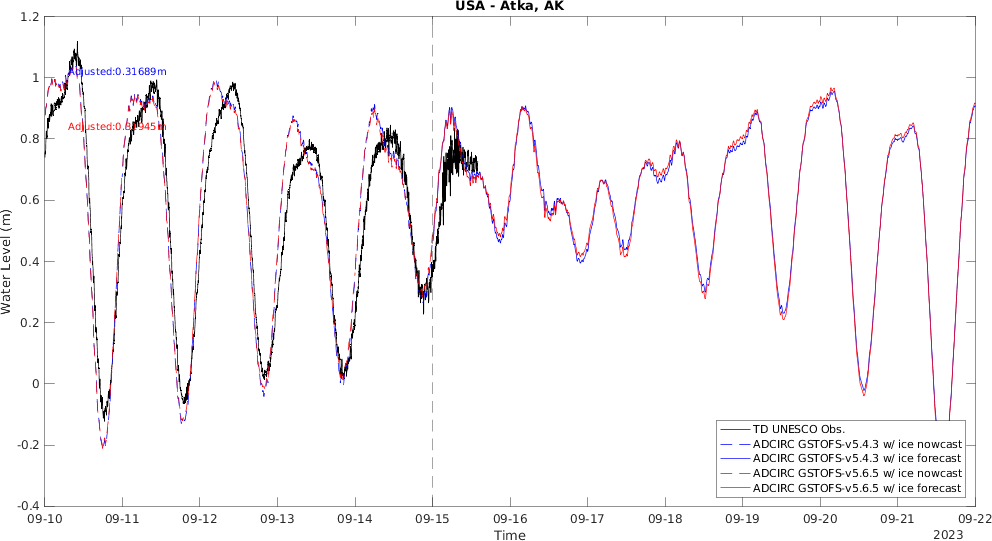 USA - Atka, AK
1.2
1
0.8
0.6
0.4
0.2
0
-0.2
-0.4
Water Level (m)
Adjusted:0.31689m
TD UNESCO Obs.
ADCIRC GSTOFS-v5.4.3 w/ ice nowcast
ADCIRC GSTOFS-v5.4.3 w/ ice forecast
ADCIRC GSTOFS-v5.6.5 w/ ice nowcast
ADCIRC GSTOFS-v5.6.5 w/ ice forecast
09-10 09-11 09-12 09-13 09-14 09-15 09-16 09-17 09-18 09-19 09-20 09-21 09-22
Time
2023